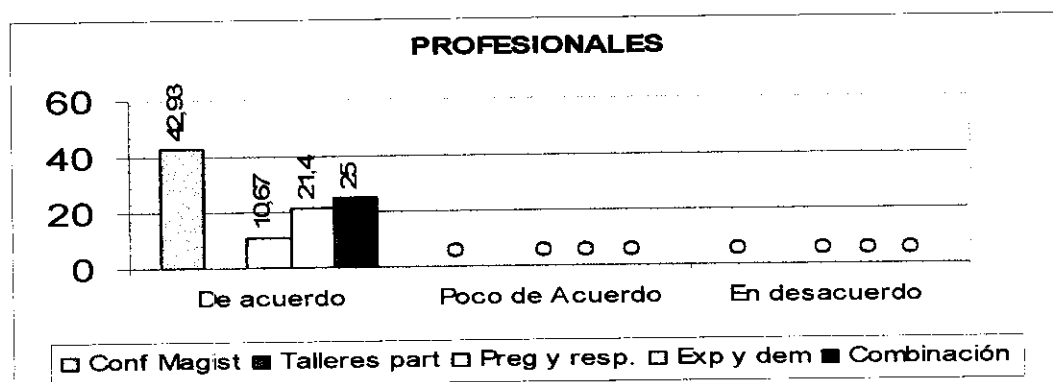 PROFESIONALES
60
40
20
0
42,93
10,67
21,4
25
0 0 0 0
0 0 0 0
De acuerdo Poco de Acuerdo En desacuerdo
Conf Magist Talleres part Preg y resp. Exp y dem Combinación